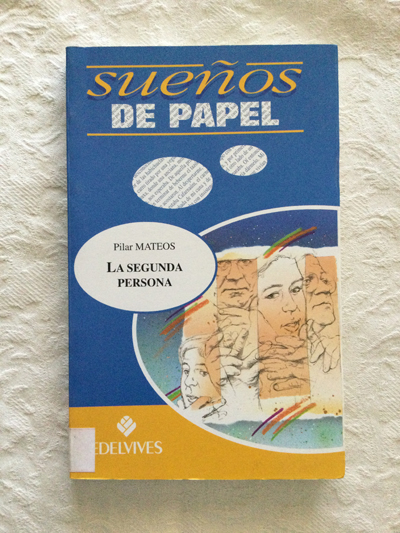 sueños
DE PAPEL
Pilar MATEOS
LA SEGUNDA
PERSONA
EDELVIVES